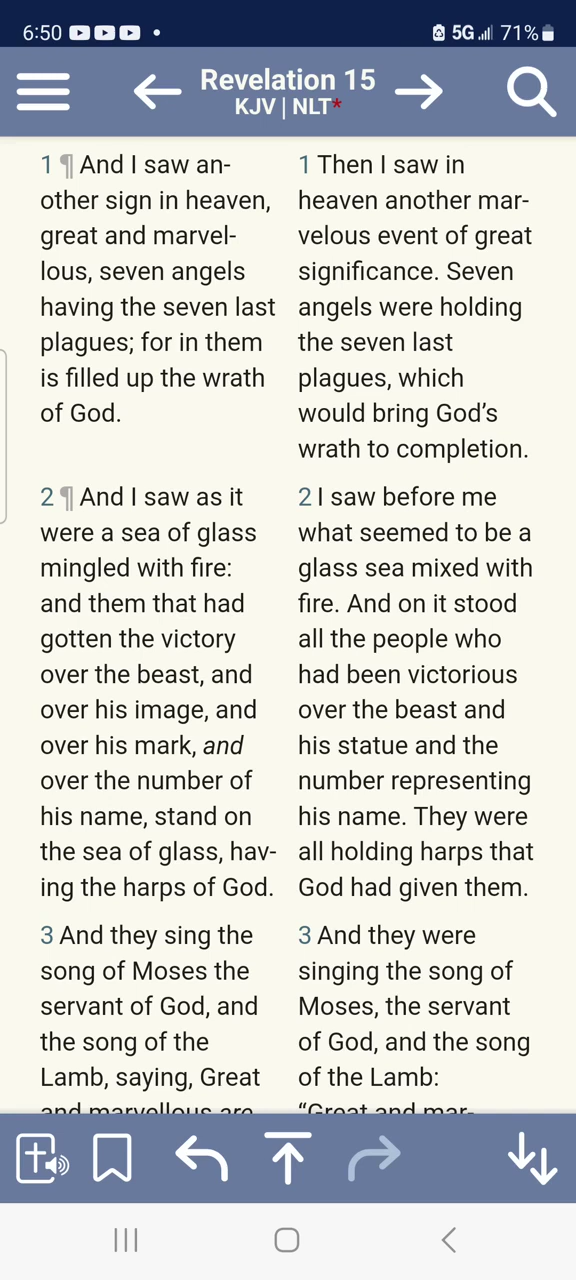 6:50
5G 71%
Revelation 15
KJV | NLT*
1 ¶ And I saw an-
other sign in heaven,
great and marvel-
lous, seven angels
having the seven last
plagues; for in them
is filled up the wrath
of God.
2 ¶ And I saw as it
were a sea of glass
mingled with fire:
and them that had
gotten the victory
over the beast, and
over his image, and
over his mark, and
over the number of
his name, stand on
the sea of glass, hav-
ing the harps of God.
3 And they sing the
song of Moses the
servant of God, and
the song of the
Lamb, saying, Great
and marvellous are
1 Then I saw in
heaven another mar-
velous event of great
significance. Seven
angels were holding
the seven last
plagues, which
would bring God’s
wrath to completion.
2 I saw before me
what seemed to be a
glass sea mixed with
fire. And on it stood
all the people who
had been victorious
over the beast and
his statue and the
number representing
his name. They were
all holding harps that
God had given them.
3 And they were
singing the song of
Moses, the servant
of God, and the song
of the Lamb:
“Great and mar-